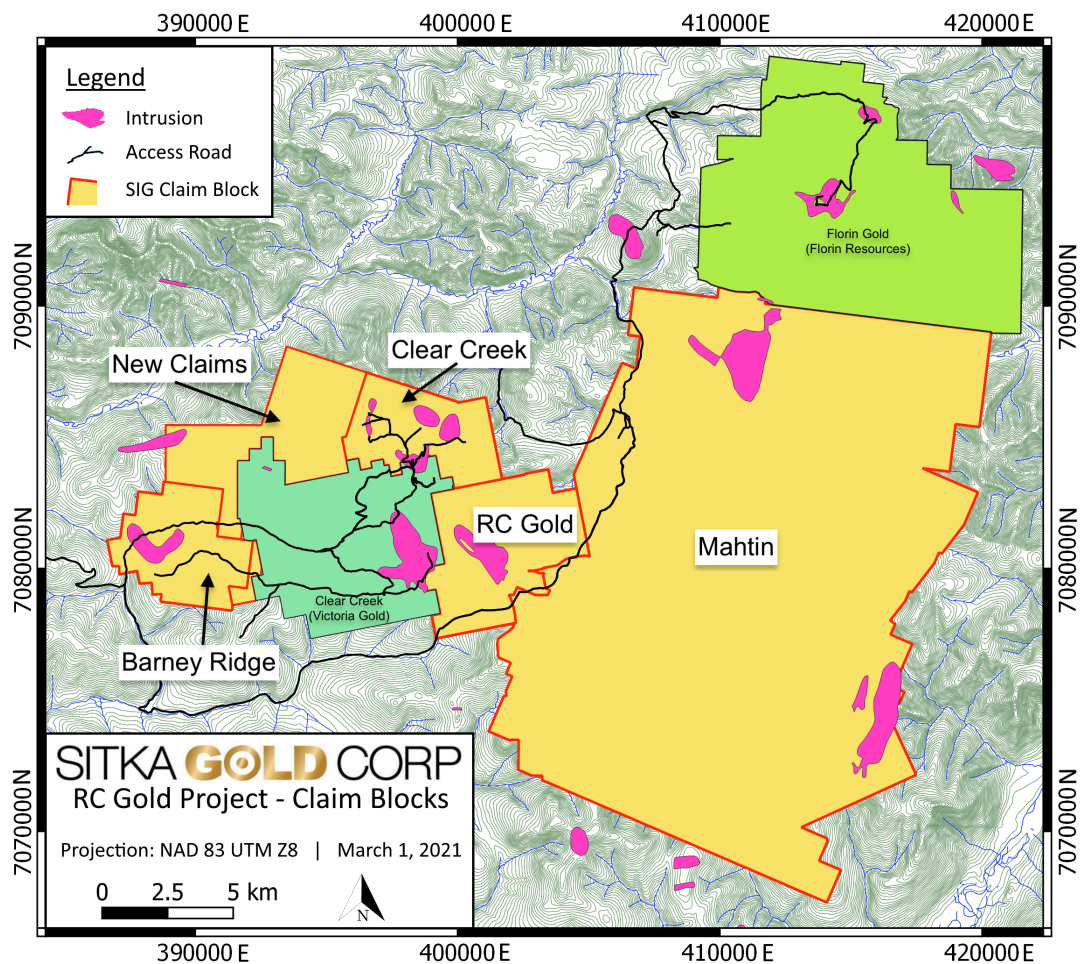 390000 E 400000 E 410000 E 420000 E
Legend
Intrusion
Access Road
SIG Claim Block
7090000N 7090000N
Florin Gold
(Florin Resources)
New Claims
Clear Creek
RC Gold
Mahtin
7080000N 7080000N
Clear Creek
(Victoria Gold)
Barney Ridge
SITKA GOLD CORP
RC Gold Project - Claim Blocks
Projection: NAD 83 UTM Z8 | March 1, 2021
0 2.5 5 km
N
7070000N 7070000N
390000 E 400000 E 410000 E 420000 E